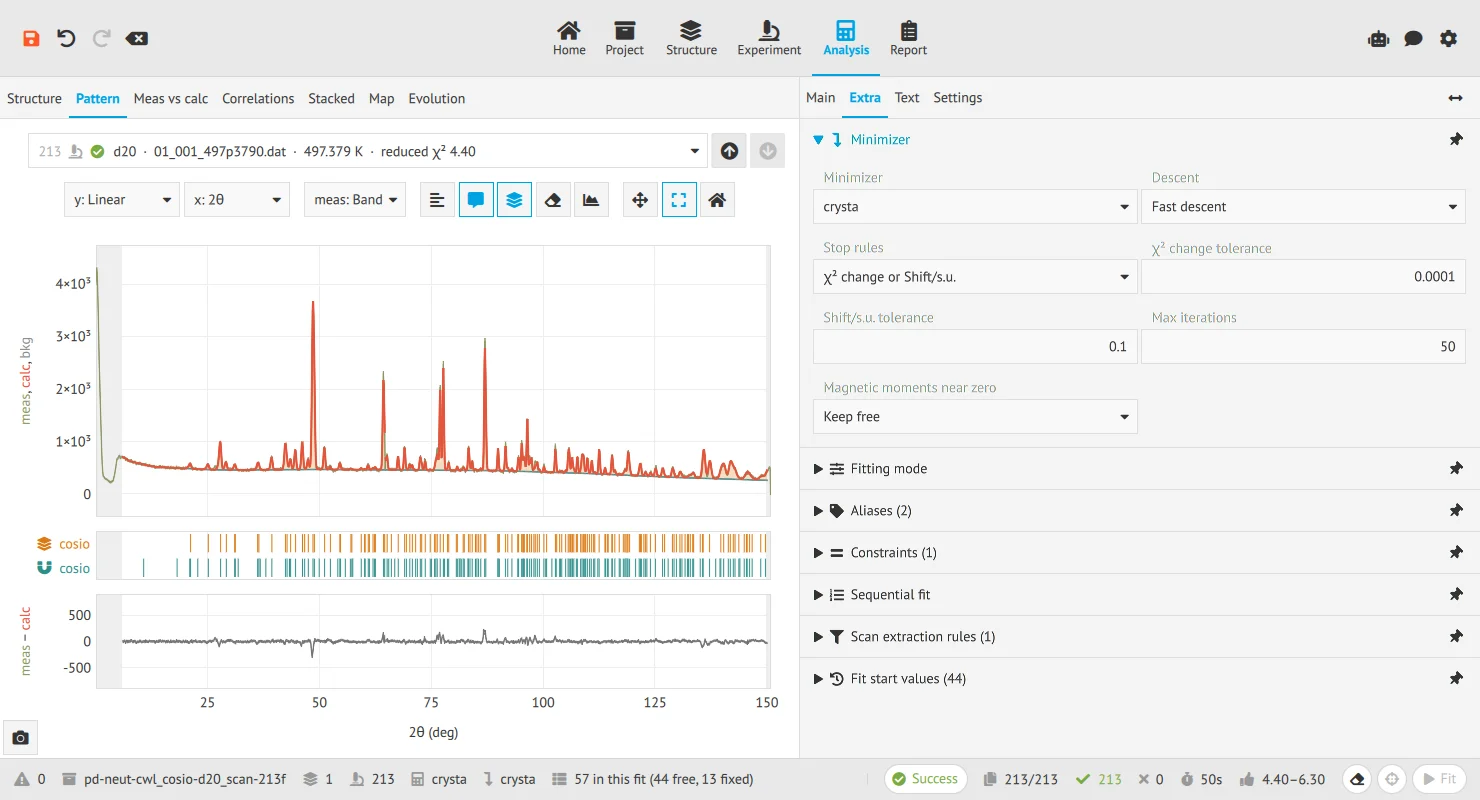 Home
Project
Structure
Experiment
Analysis
Report
Structure Pattern Meas vs calc Correlations Stacked Map Evolution
213 d20 · 01_001_497p3790.dat · 497.379 K · reduced χ² 4.40
y: Linear
x: 2θ
meas: Band
meas, calc, bkg
4×10³
3×10³
2×10³
1×10³
0
cosio
cosio
meas − calc
500
0
-500
25 50 75 100 125 150
2θ (deg)
Main Extra Text Settings
Minimizer
Minimizer
crysta
Descent
Fast descent
Stop rules
χ² change or Shift/s.u.
χ² change tolerance
0.0001
Shift/s.u. tolerance
0.1
Max iterations
50
Magnetic moments near zero
Keep free
Fitting mode
Aliases (2)
Constraints (1)
Sequential fit
Scan extraction rules (1)
Fit start values (44)
0 pd-neut-cwl_cosio-d20_scan-213f 1 213 crysta crysta 57 in this fit (44 free, 13 fixed) Success 213/213 213 0 50s 4.40–6.30 Fit